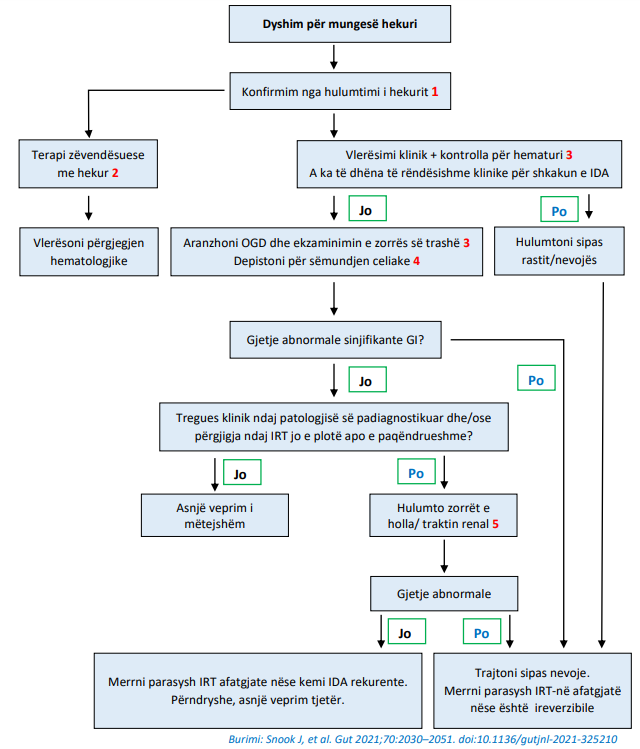 Dyshim për mungesë hekuri
Konfirmim nga hulumtimi i hekurit 1
Terapi zëvendësuese
me hekur 2
Vlerësimi klinik + kontrolla për hematuri 3
A ka të dhëna të rëndësishme klinike për shkakun e IDA
Jo
Po
Vlerësoni përgjegjen
hematologjike
Aranzhoni OGD dhe ekzaminimin e zorrës së trashë 3
Depistoni për sëmundjen celiake 4
Hulumtoni sipas
rastit/nevojës
Gjetje abnormale sinjifikante GI?
Jo
Po
Tregues klinik ndaj patologjisë së padiagnostikuar dhe/ose
përgjigja ndaj IRT jo e plotë apo e paqëndrueshme?
Jo
Po
Asnjë veprim i
mëtejshëm
Hulumto zorrët e
holla/ traktin renal 5
Gjetje abnormale
Jo
Po
Merrni parasysh IRT afatgjate nëse kemi IDA rekurente.
Përndryshe, asnjë veprim tjetër.
Trajtoni sipas nevoje.
Merrni parasysh IRT-në afatgjatë
nëse është ireverzibile
Burimi: Snook J, et al. Gut 2021;70:2030–2051. doi:10.1136/gutjnl-2021-325210